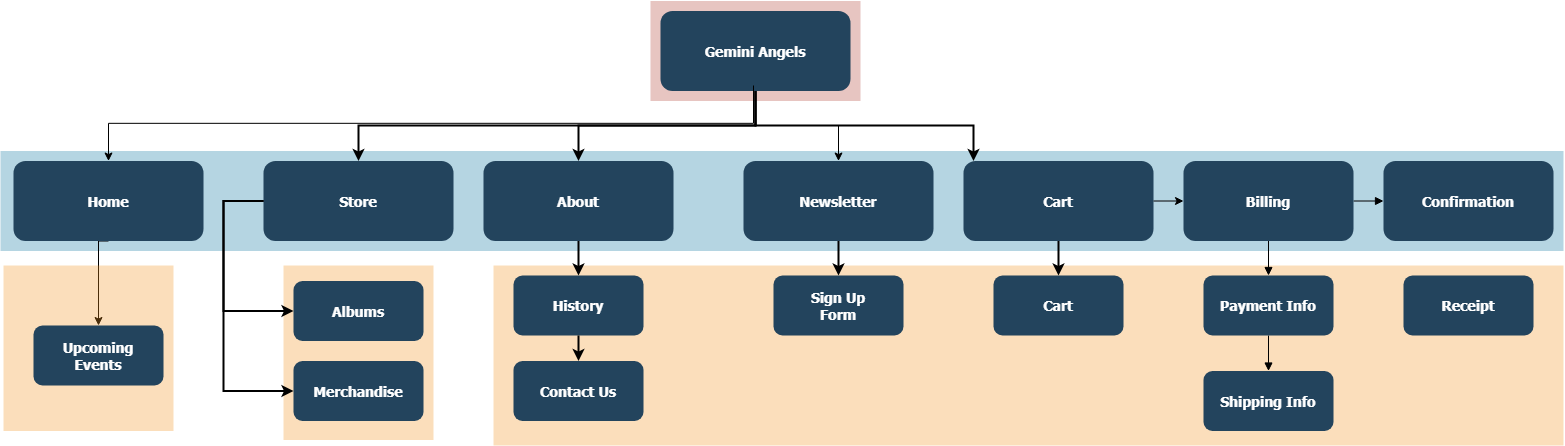 Gemini Angels
Home
Store
About
Newsletter
Cart
Billing
Confirmation
Upcoming
Events
Albums
Merchandise
History
Contact Us
Sign Up
Form
Cart
Payment Info
Shipping Info
Receipt